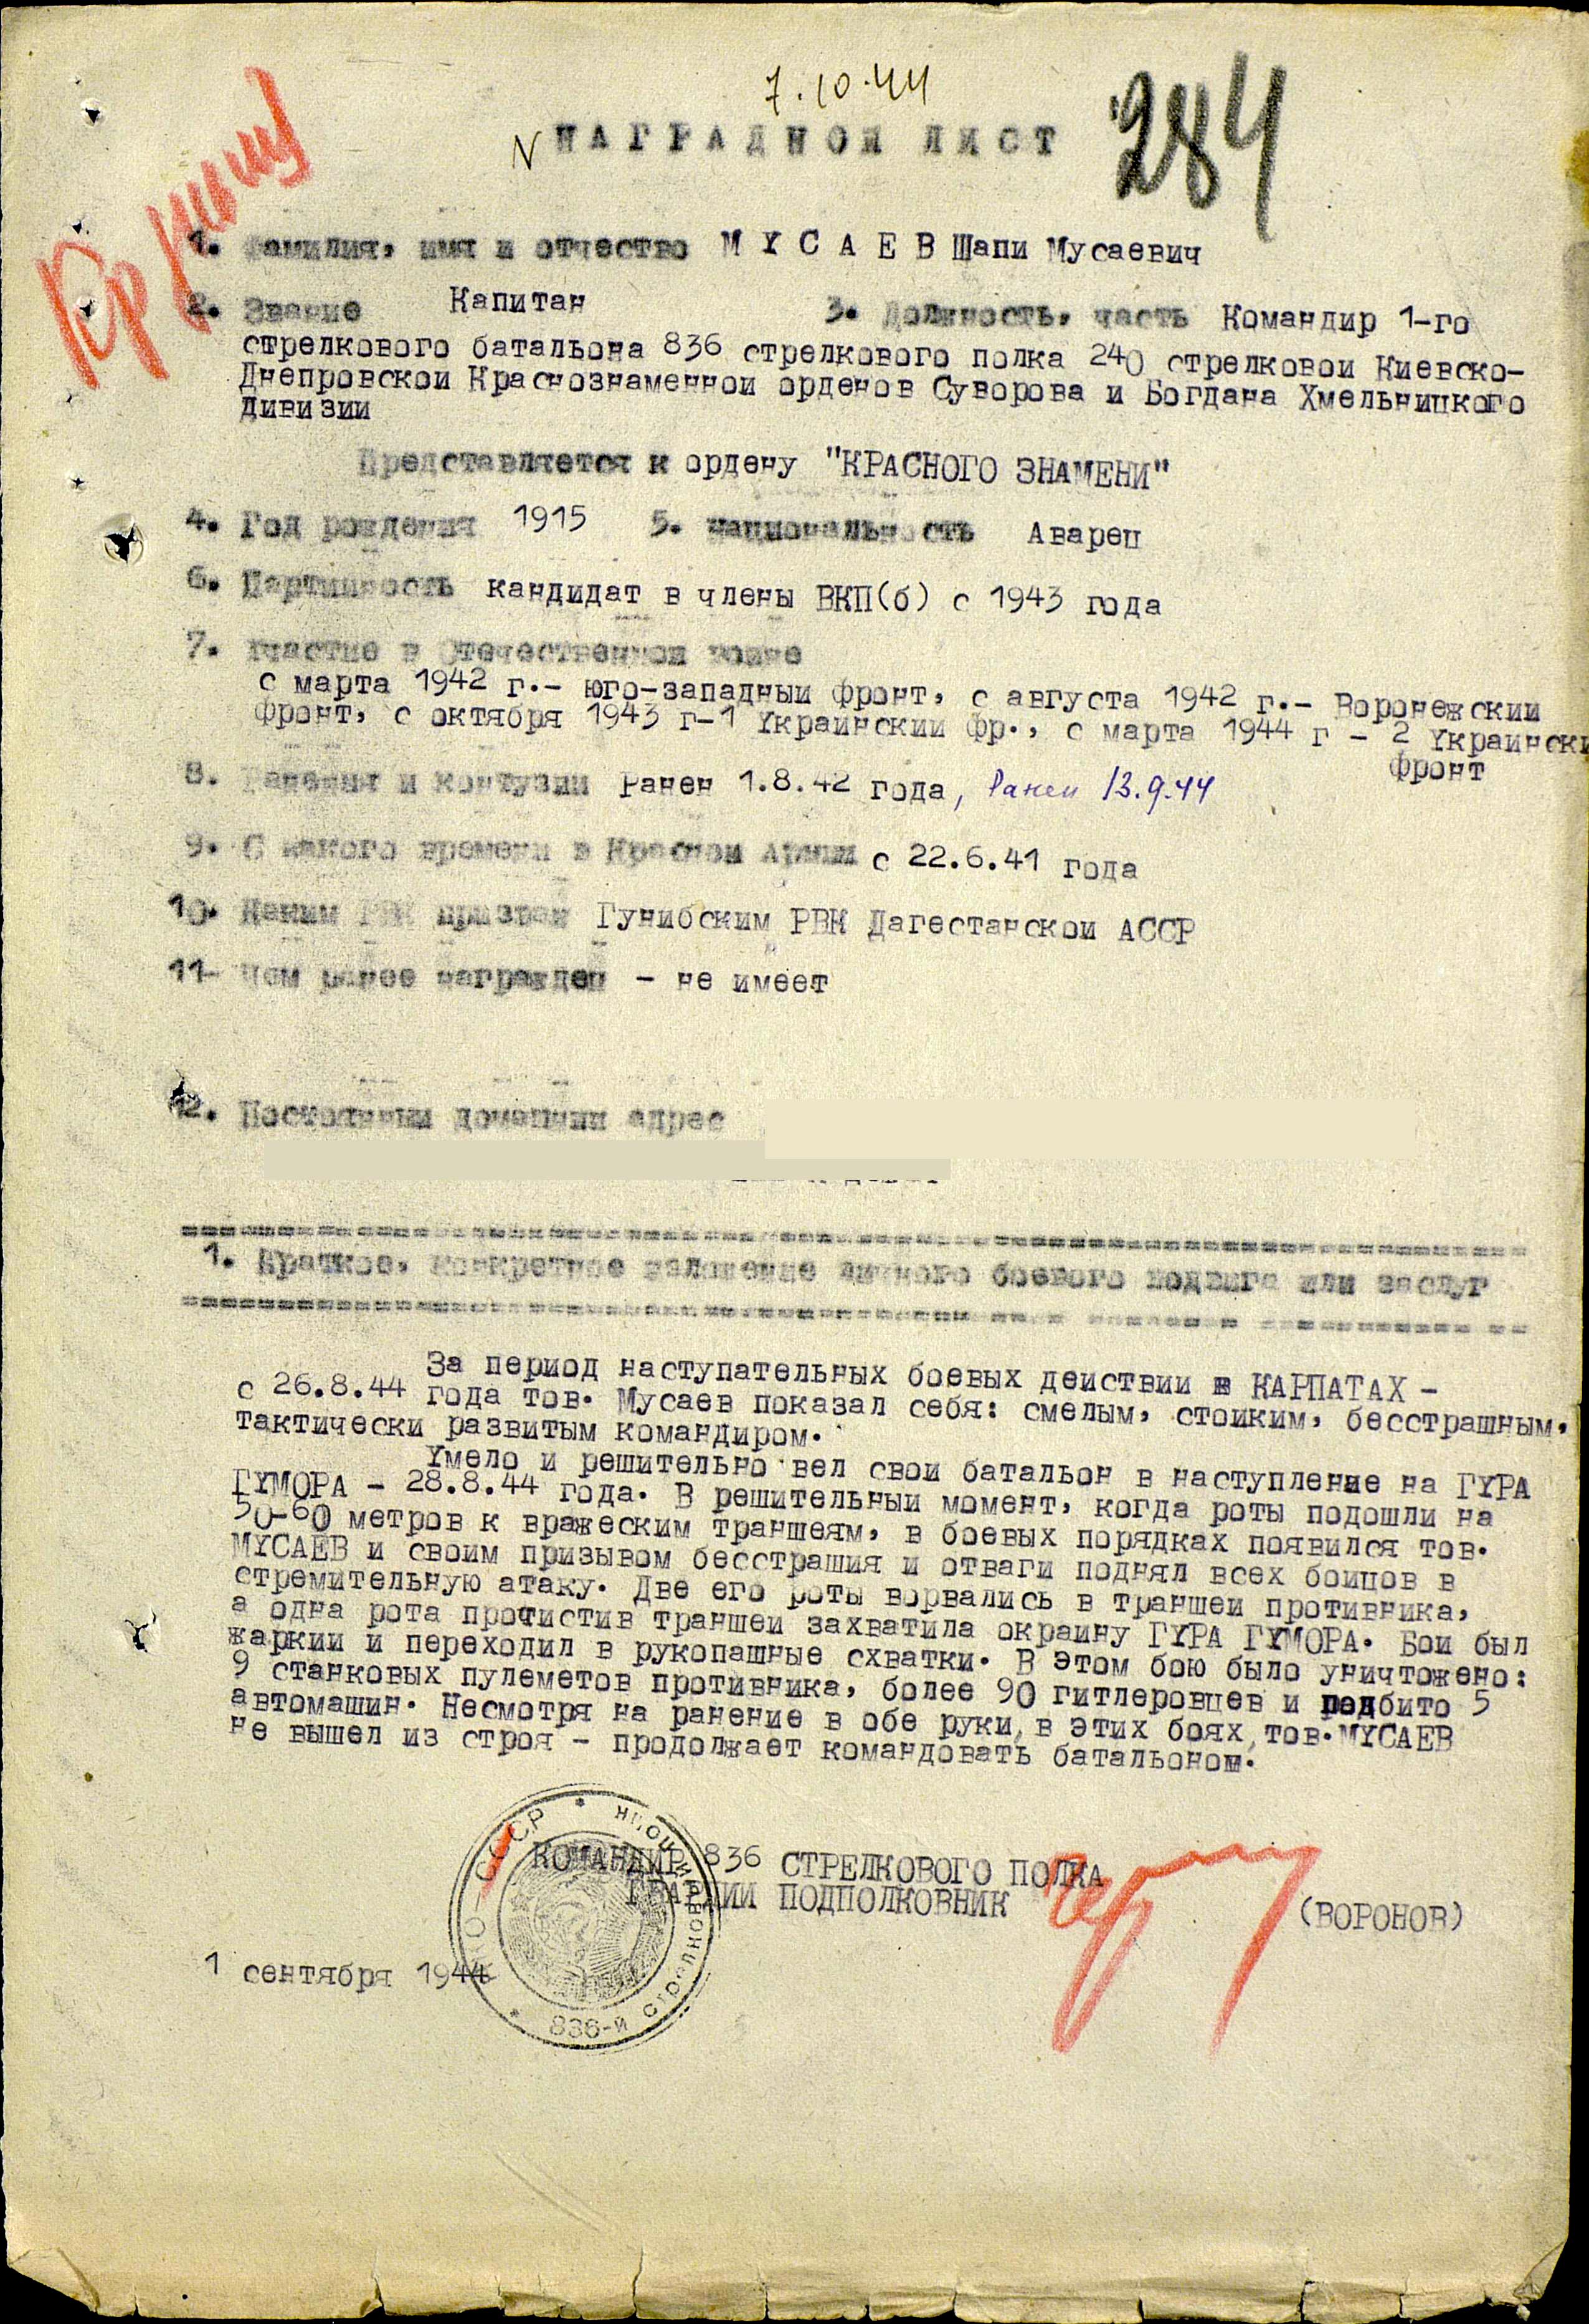 7.10.44
НАГРАДНОЙ ЛИСТ
284
1. Фамилия, имя и отчество МУСАЕВ Шапи Мусаевич
2. Звание Капитан 3. Должность, часть Командир 1-го
стрелкового батальона 836 стрелкового полка 240 стрелковой Киевско-
Днепровской Краснознаменной орденов Суворова и Богдана Хмельницкого
дивизии
Представляется к ордену "КРАСНОГО ЗНАМЕНИ"
4. Год рождения 1915 5. национальность Аварец
6. Партийность кандидат в члены ВКП(б) с 1943 года
7. Участие в Отечественной войне
с марта 1942 г.- юго-западный фронт, с августа 1942 г.- Воронежский
фронт, с октября 1943 г-1 Украинский фр., с марта 1944 г - 2 Украински
фронт
8. Ранения и контузии Ранен 1.8.42 года, Ранен 13.9.44
9. С какого времени в Красной Армии с 22.6.41 года
10. Каким РВК призван Гунибским РВК Дагестанской АССР
11- Чем ранее награжден - не имеет
12. Постоянный домашний адрес
1. Краткое, конкретное изложение личного боевого подвига или заслуг
За период наступательных боевых действий в КАРПАТАХ -
с 26.8.44 года тов. Мусаев показал себя: смелым, стойким, бесстрашным,
тактически развитым командиром.
Умело и решительно вел свой батальон в наступление на ГУРА
ГУМОРА - 28.8.44 года. В решительный момент, когда роты подошли на
50-60 метров к вражеским траншеям, в боевых порядках появился тов.
МУСАЕВ и своим призывом бесстрашия и отваги поднял всех бойцов в
стремительную атаку. Две его роты ворвались в траншеи противника,
а одна рота прочистив траншеи захватила окраину ГУРА ГУМОРА. Бой был
жаркий и переходил в рукопашные схватки. В этом бою было уничтожено:
9 станковых пулеметов противника, более 90 гитлеровцев и подбито 5
автомашин. Несмотря на ранение в обе руки, в этих боях, тов.МУСАЕВ
не вышел из строя - продолжает командовать батальоном.
КОМАНДИР 836 СТРЕЛКОВОГО ПОЛКА
ГВАРДИИ ПОДПОЛКОВНИК (ВОРОНОВ)
1 сентября 1944
СССР
836-й